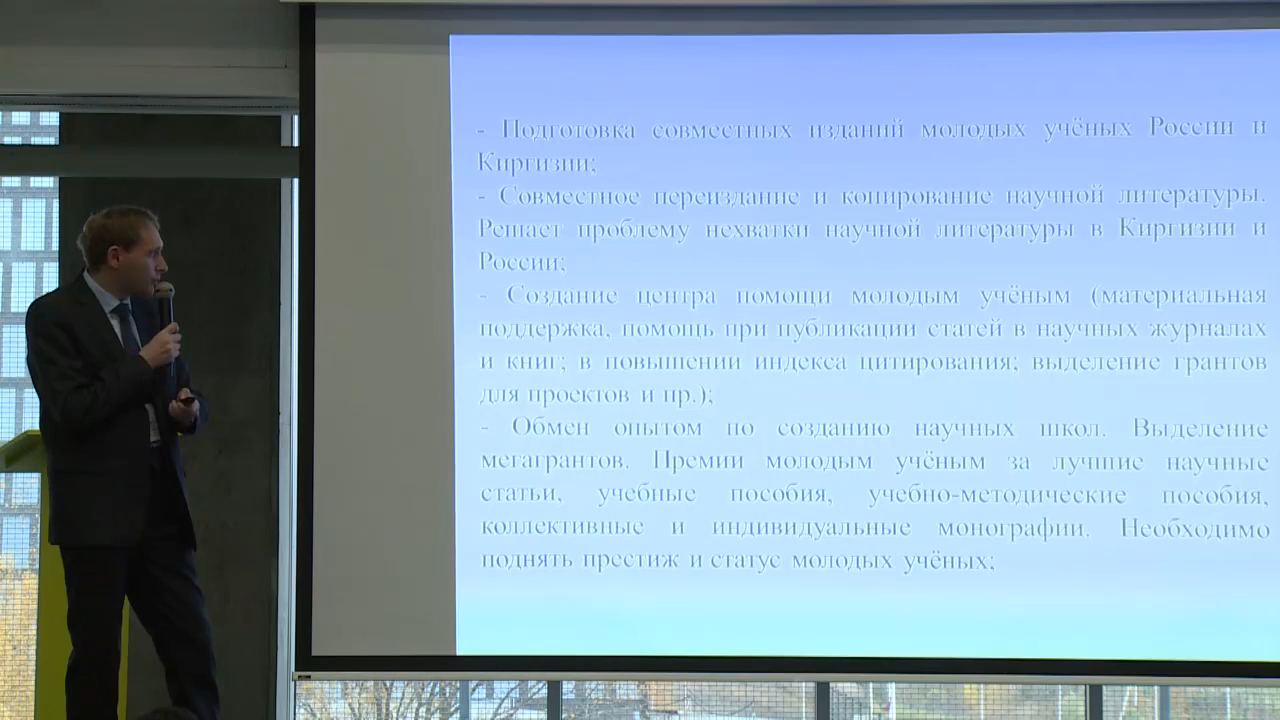 - Подготовка совместных изданий молодых учёных России и
Киргизии;
- Совместное переиздание и копирование научной литературы.
Решает проблему нехватки научной литературы в Киргизии и
России;
- Создание центра помощи молодым учёным (материальная
поддержка, помощь при публикации статей в научных журналах
и книг; в повышении индекса цитирования; выделение грантов
для проектов и пр.);
- Обмен опытом по созданию научных школ. Выделение
мегагрантов. Премии молодым учёным за лучшие научные
статьи, учебные пособия, учебно-методические пособия,
коллективные и индивидуальные монографии. Необходимо
поднять престиж и статус молодых учёных;